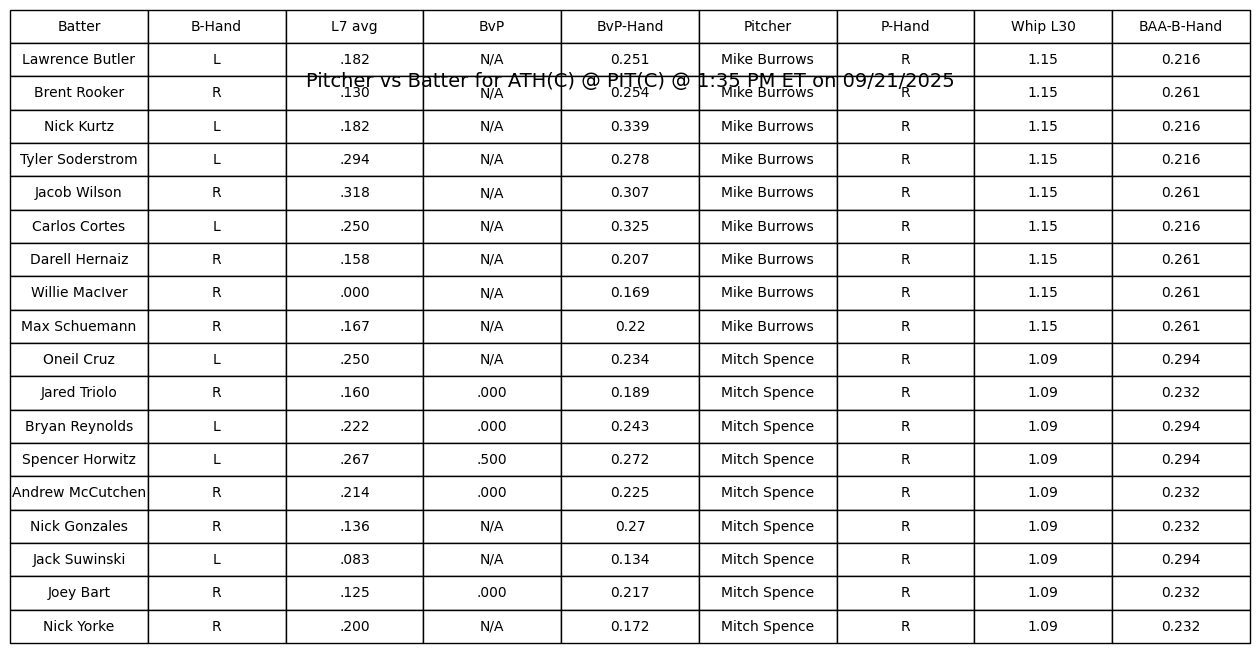 Batter B-Hand L7 avg BvP BvP-Hand Pitcher P-Hand Whip L30 BAA-B-Hand
Lawrence Butler L .182 N/A 0.251 Mike Burrows R 1.15 0.216
Pitcher vs Batter for ATH(C) @ PIT(C) @ 1:35 PM ET on 09/21/2025
Brent Rooker R .130 N/A 0.254 Mike Burrows R 1.15 0.261
Nick Kurtz L .182 N/A 0.339 Mike Burrows R 1.15 0.216
Tyler Soderstrom L .294 N/A 0.278 Mike Burrows R 1.15 0.216
Jacob Wilson R .318 N/A 0.307 Mike Burrows R 1.15 0.261
Carlos Cortes L .250 N/A 0.325 Mike Burrows R 1.15 0.216
Darell Hernaiz R .158 N/A 0.207 Mike Burrows R 1.15 0.261
Willie MacIver R .000 N/A 0.169 Mike Burrows R 1.15 0.261
Max Schuemann R .167 N/A 0.22 Mike Burrows R 1.15 0.261
Oneil Cruz L .250 N/A 0.234 Mitch Spence R 1.09 0.294
Jared Triolo R .160 .000 0.189 Mitch Spence R 1.09 0.232
Bryan Reynolds L .222 .000 0.243 Mitch Spence R 1.09 0.294
Spencer Horwitz L .267 .500 0.272 Mitch Spence R 1.09 0.294
Andrew McCutchen R .214 .000 0.225 Mitch Spence R 1.09 0.232
Nick Gonzales R .136 N/A 0.27 Mitch Spence R 1.09 0.232
Jack Suwinski L .083 N/A 0.134 Mitch Spence R 1.09 0.294
Joey Bart R .125 .000 0.217 Mitch Spence R 1.09 0.232
Nick Yorke R .200 N/A 0.172 Mitch Spence R 1.09 0.232